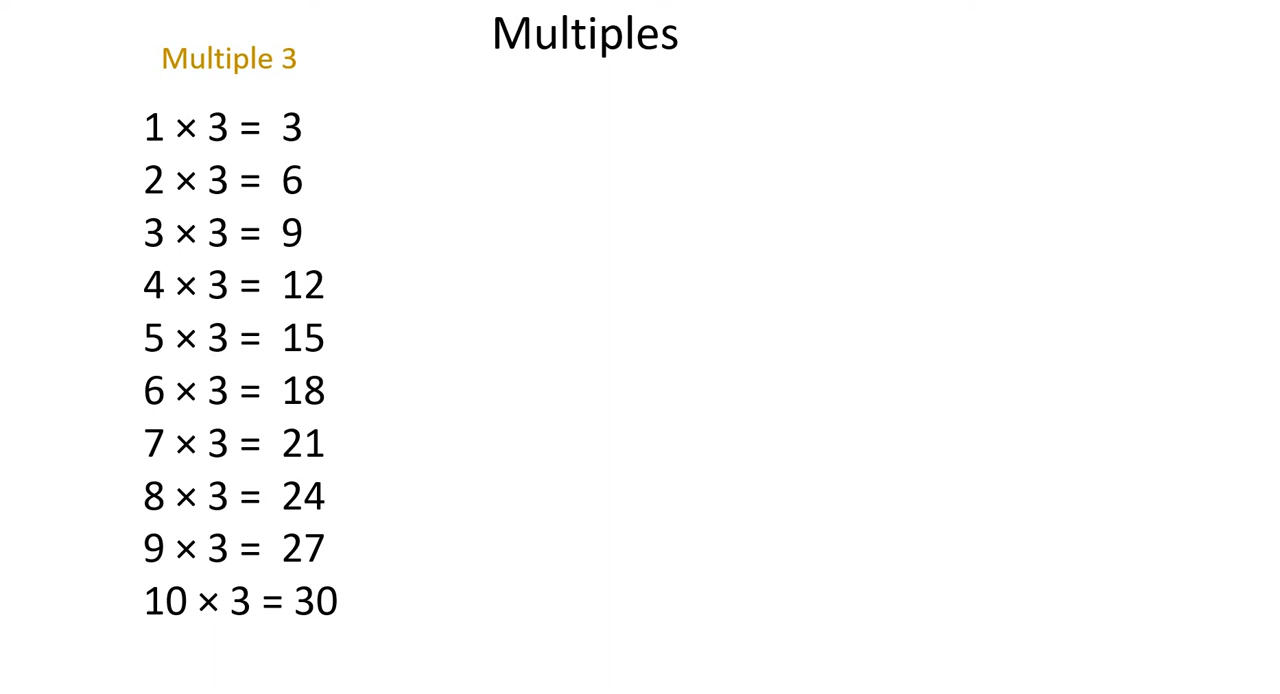 Multiples
Multiple 3
1 × 3 = 3
2 × 3 = 6
3 × 3 = 9
4 × 3 = 12
5 × 3 = 15
6 × 3 = 18
7 × 3 = 21
8 × 3 = 24
9 × 3 = 27
10 × 3 = 30